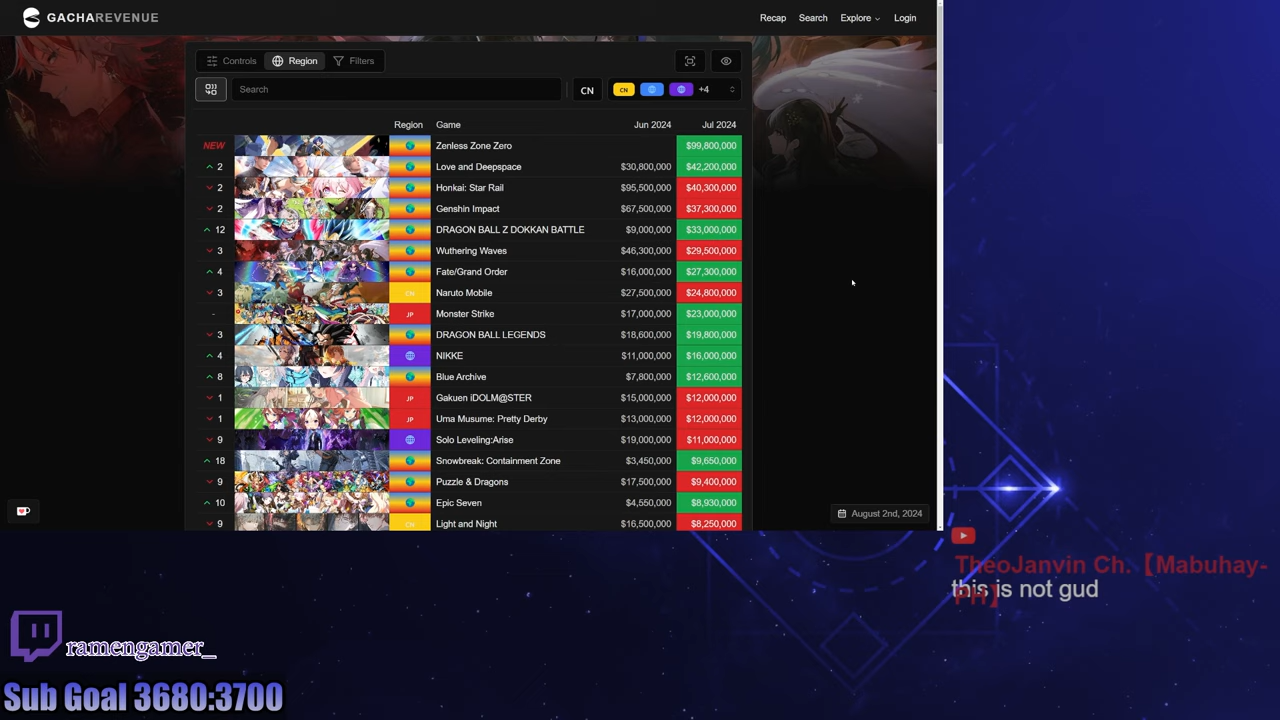 GACHAREVENUE
Recap Search Explore Login
Controls Region Filters
Search CN CN +4
Region Game Jun 2024 Jul 2024
NEW Zenless Zone Zero $99,800,000
2 Love and Deepspace $30,800,000 $42,200,000
2 Honkai: Star Rail $95,500,000 $40,300,000
2 Genshin Impact $67,500,000 $37,300,000
12 DRAGON BALL Z DOKKAN BATTLE $9,000,000 $33,000,000
3 Wuthering Waves $46,300,000 $29,500,000
4 Fate/Grand Order $16,000,000 $27,300,000
3 CN Naruto Mobile $27,500,000 $24,800,000
- JP Monster Strike $17,000,000 $23,000,000
3 DRAGON BALL LEGENDS $18,600,000 $19,800,000
4 NIKKE $11,000,000 $16,000,000
8 Blue Archive $7,800,000 $12,600,000
1 JP Gakuen iDOLM@STER $15,000,000 $12,000,000
1 JP Uma Musume: Pretty Derby $13,000,000 $12,000,000
9 Solo Leveling:Arise $19,000,000 $11,000,000
18 Snowbreak: Containment Zone $3,450,000 $9,650,000
9 Puzzle & Dragons $17,500,000 $9,400,000
10 Epic Seven $4,550,000 $8,930,000
9 CN Light and Night $16,500,000 $8,250,000
August 2nd, 2024
TheoJanvin Ch.【Mabuhay-
PH】
this is not gud
ramengamer_
Sub Goal 3680:3700